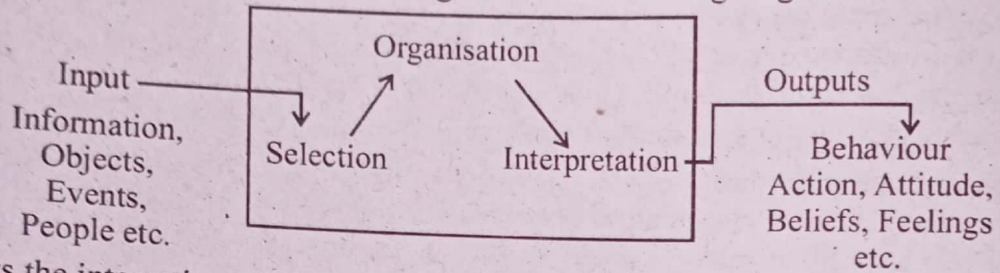 Organisation
Input
Outputs
Information,
Objects,
Events,
People etc.
Selection
Interpretation
Behaviour
Action, Attitude,
Beliefs, Feelings
etc.